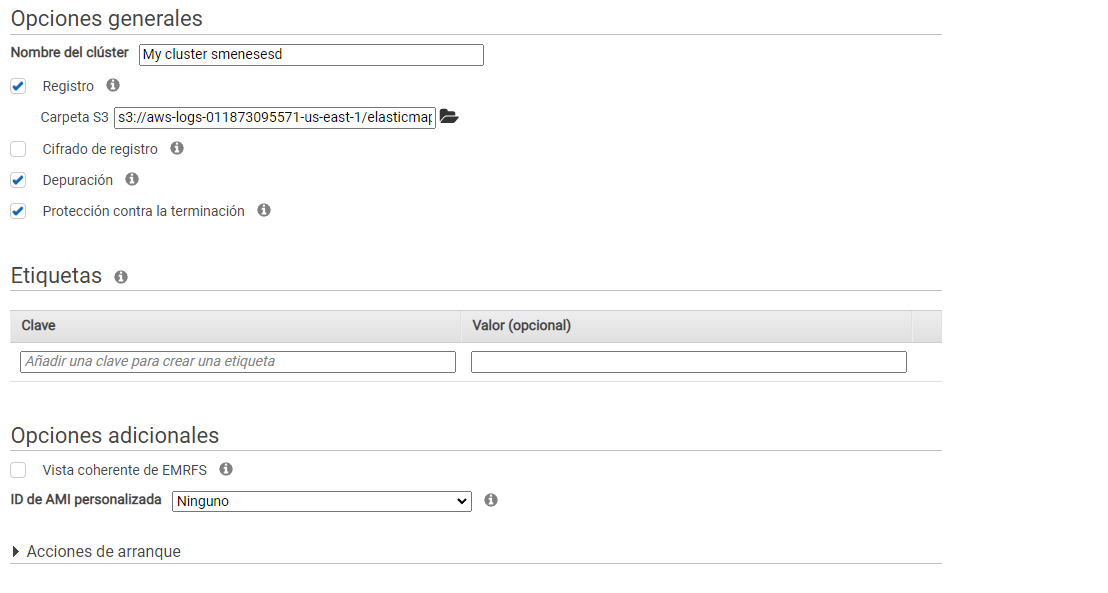 Opciones generales
Nombre del clúster My cluster smenesesd
Registro
Carpeta S3 s3://aws-logs-011873095571-us-east-1/elasticmap
Cifrado de registro
Depuración
Protección contra la terminación
Etiquetas
Clave Valor (opcional)
Añadir una clave para crear una etiqueta
Opciones adicionales
Vista coherente de EMRFS
ID de AMI personalizada Ninguno
Acciones de arranque